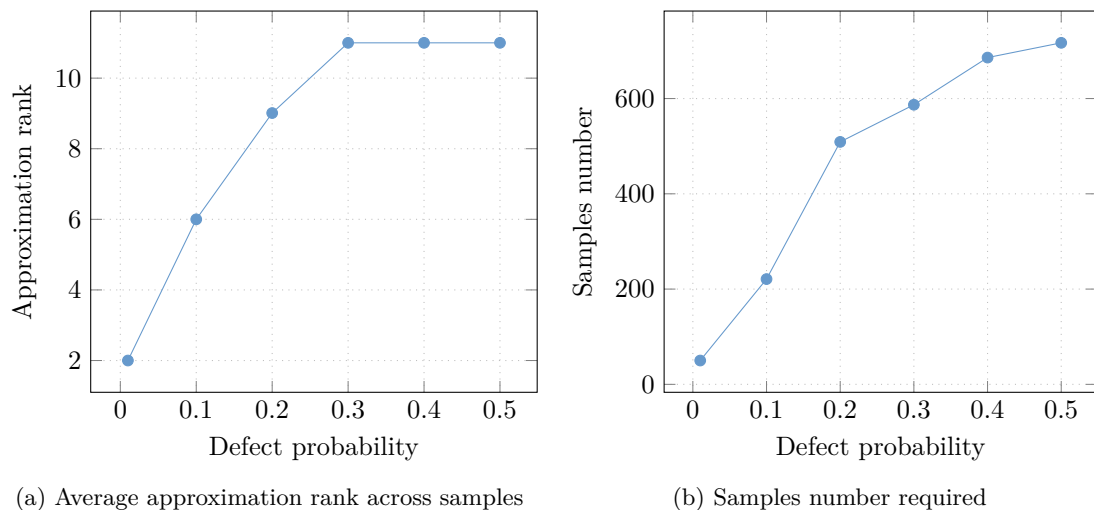 10
8
6
4
2
Approximation rank
0 0.1 0.2 0.3 0.4 0.5
Defect probability
(a) Average approximation rank across samples
600
400
200
0
Samples number
0 0.1 0.2 0.3 0.4 0.5
Defect probability
(b) Samples number required